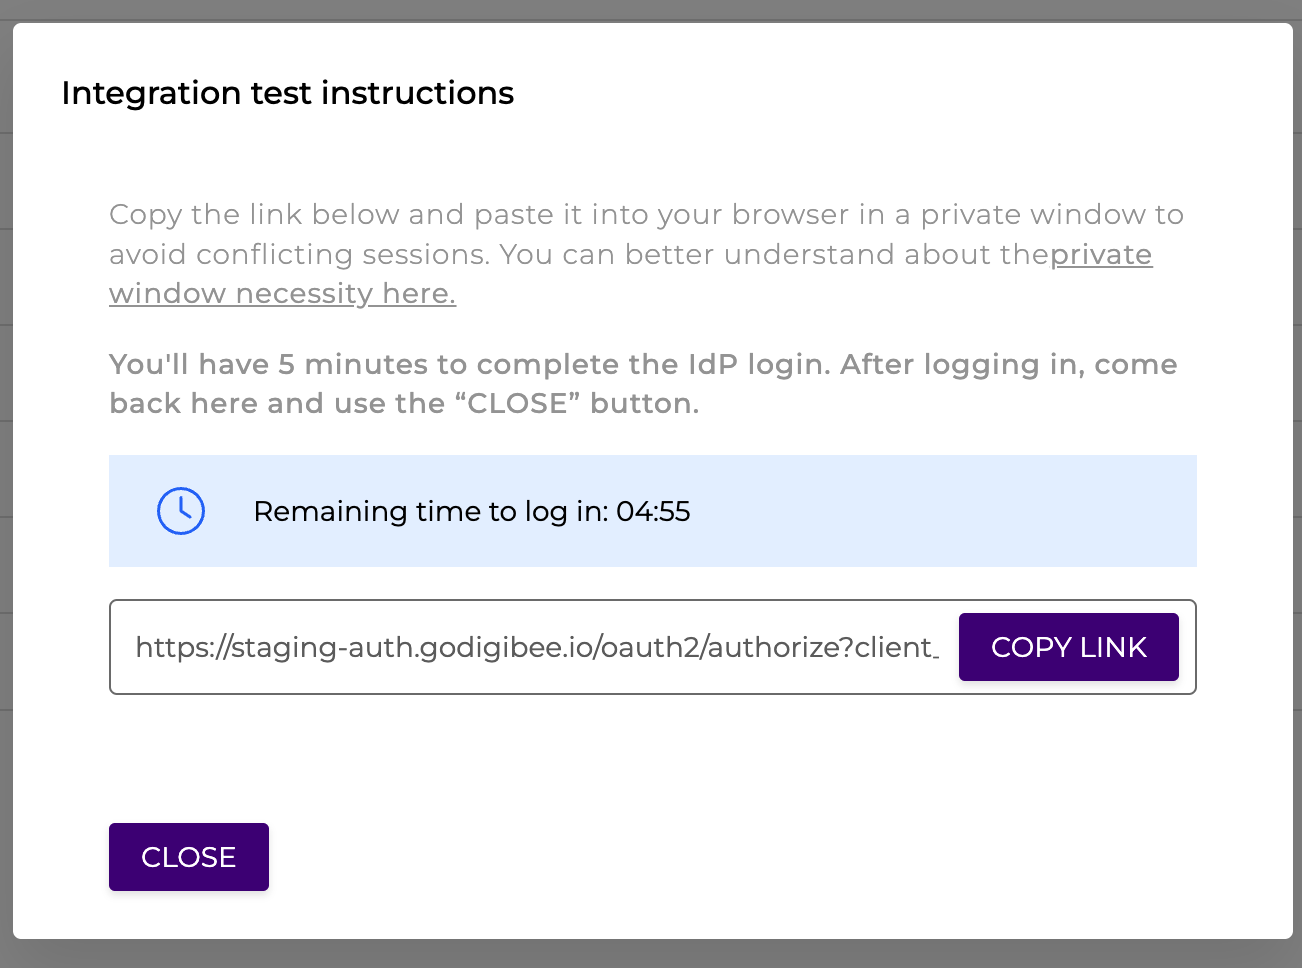 Integration test instructions
Copy the link below and paste it into your browser in a private window to
avoid conflicting sessions. You can better understand about theprivate
window necessity here.
You'll have 5 minutes to complete the IdP login. After logging in, come
back here and use the “CLOSE” button.
Remaining time to log in: 04:55
https://staging-auth.godigibee.io/oauth2/authorize?client_
COPY LINK
CLOSE